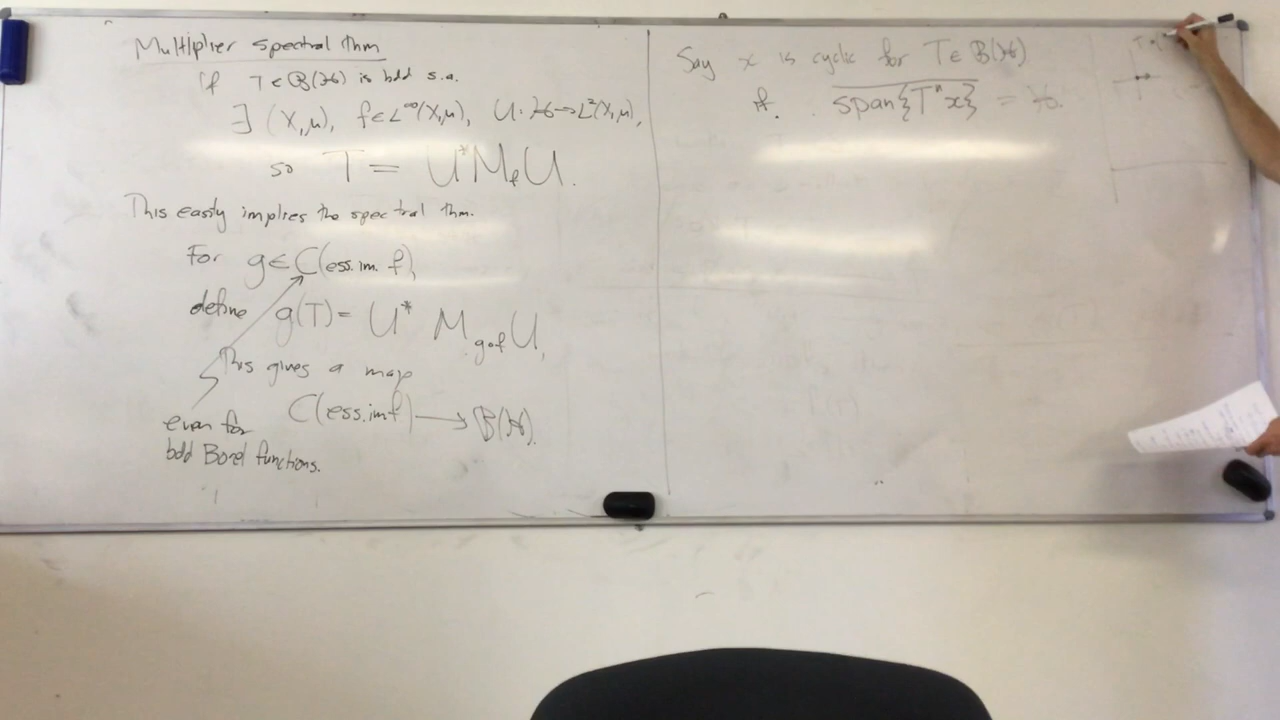 Multiplier spectral thm
If T ∈ B(H) is bdd s.a.
∃ (X,μ), f ∈ L^∞(X,μ), U: H → L²(X,μ),
so T = U* M_f U.
This easily implies the spectral thm.
For g ∈ C(ess.im. f),
define g(T) = U* M_{g∘f} U,
This gives a map
C(ess.im f) → B(H).
even for
bdd Borel functions.
Say x is cyclic for T ∈ B(H)
if. span{Tⁿx} = H.